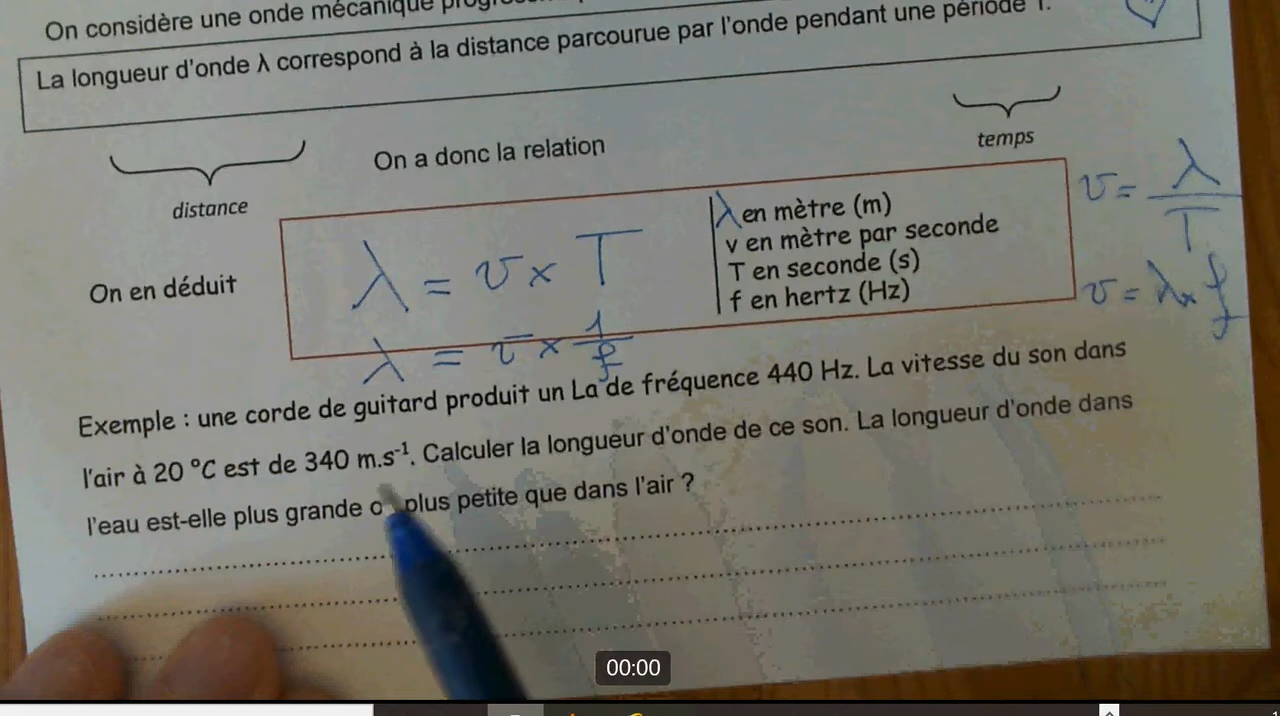 On considère une onde mécanique
La longueur d'onde λ correspond à la distance parcourue par l'onde pendant une période T.
distance
On a donc la relation
temps
On en déduit
λ = v x T
λ = v x 1/f
λ en mètre (m)
v en mètre par seconde
T en seconde (s)
f en hertz (Hz)
v = λ/T
v = λ x f
Exemple : une corde de guitard produit un La de fréquence 440 Hz. La vitesse du son dans
l'air à 20 °C est de 340 m.s⁻¹. Calculer la longueur d'onde de ce son. La longueur d'onde dans
l'eau est-elle plus grande o plus petite que dans l'air ?
00:00